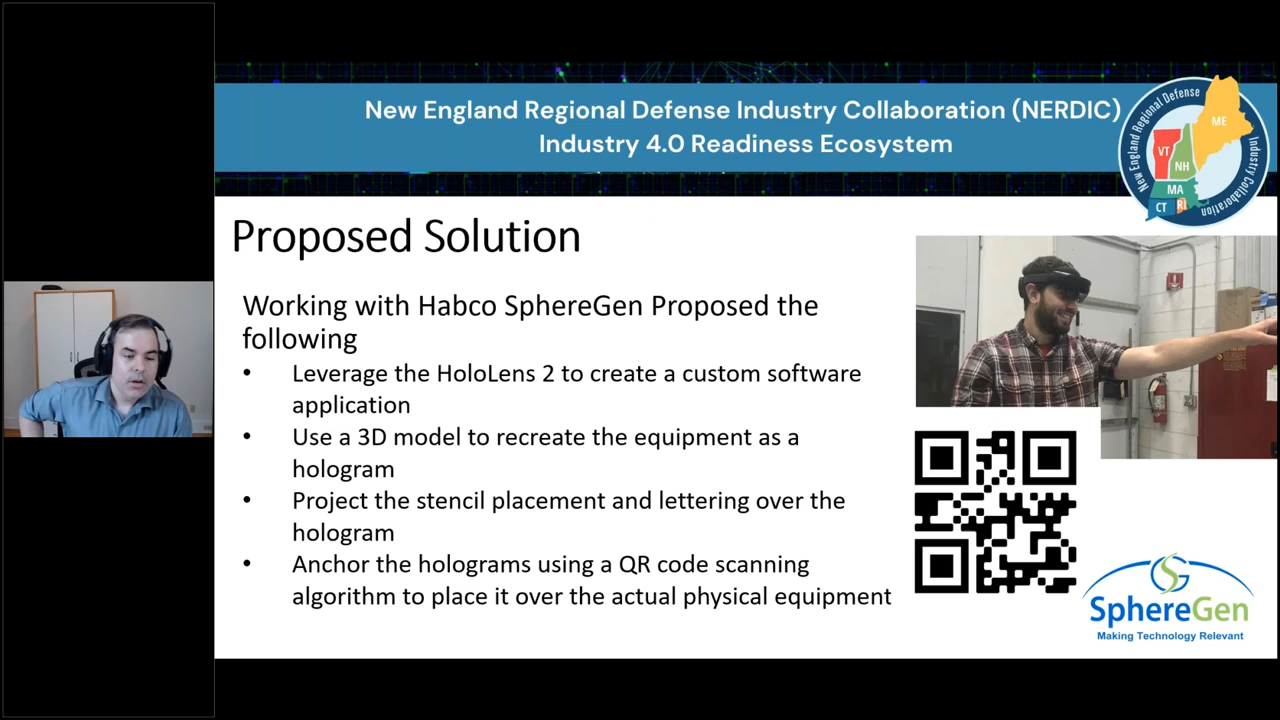 New England Regional Defense Industry Collaboration (NERDIC)
Industry 4.0 Readiness Ecosystem
New England Regional Defense
Industry Collaboration
ME
VT
NH
MA
CT
RI
Proposed Solution
Working with Habco SphereGen Proposed the
following
• Leverage the HoloLens 2 to create a custom software
application
• Use a 3D model to recreate the equipment as a
hologram
• Project the stencil placement and lettering over the
hologram
• Anchor the holograms using a QR code scanning
algorithm to place it over the actual physical equipment
SphereGen
Making Technology Relevant